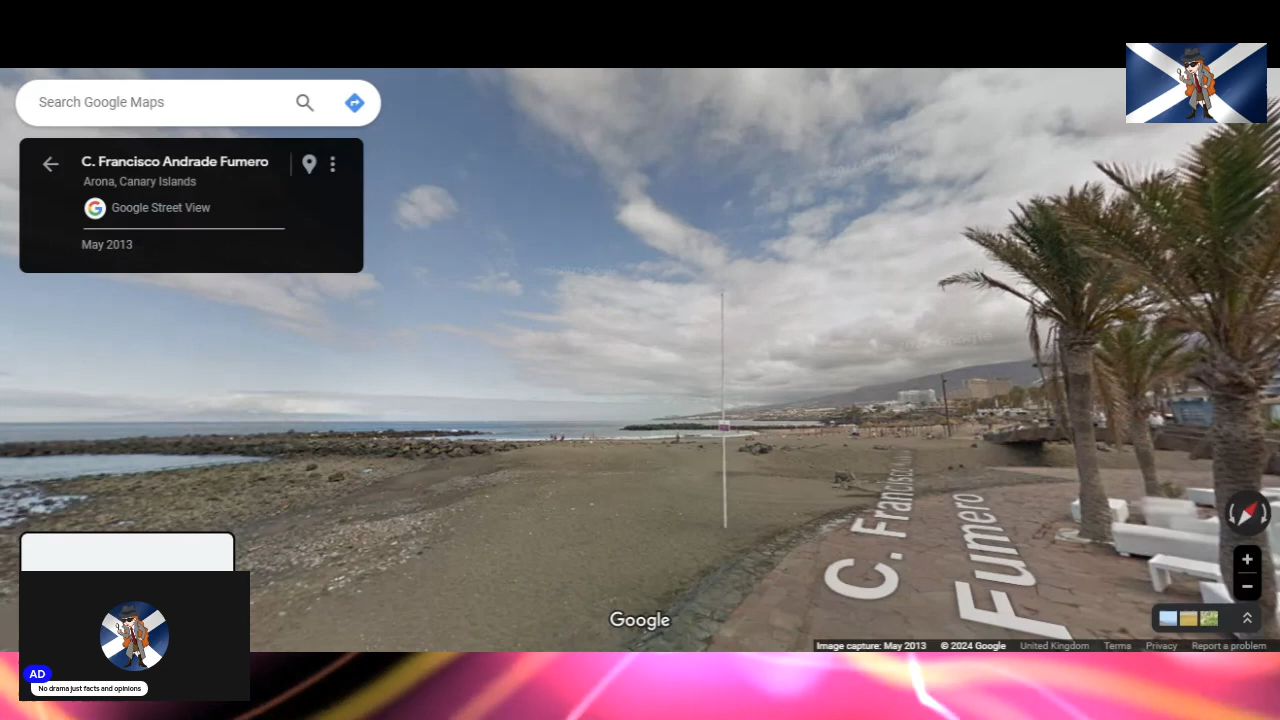 Search Google Maps
C. Francisco Andrade Fumero
Arona, Canary Islands
Google Street View
May 2013
C. Francisco
Fumero
Google
Image capture: May 2013 © 2024 Google United Kingdom Terms Privacy Report a problem
AD
No drama just facts and opinions